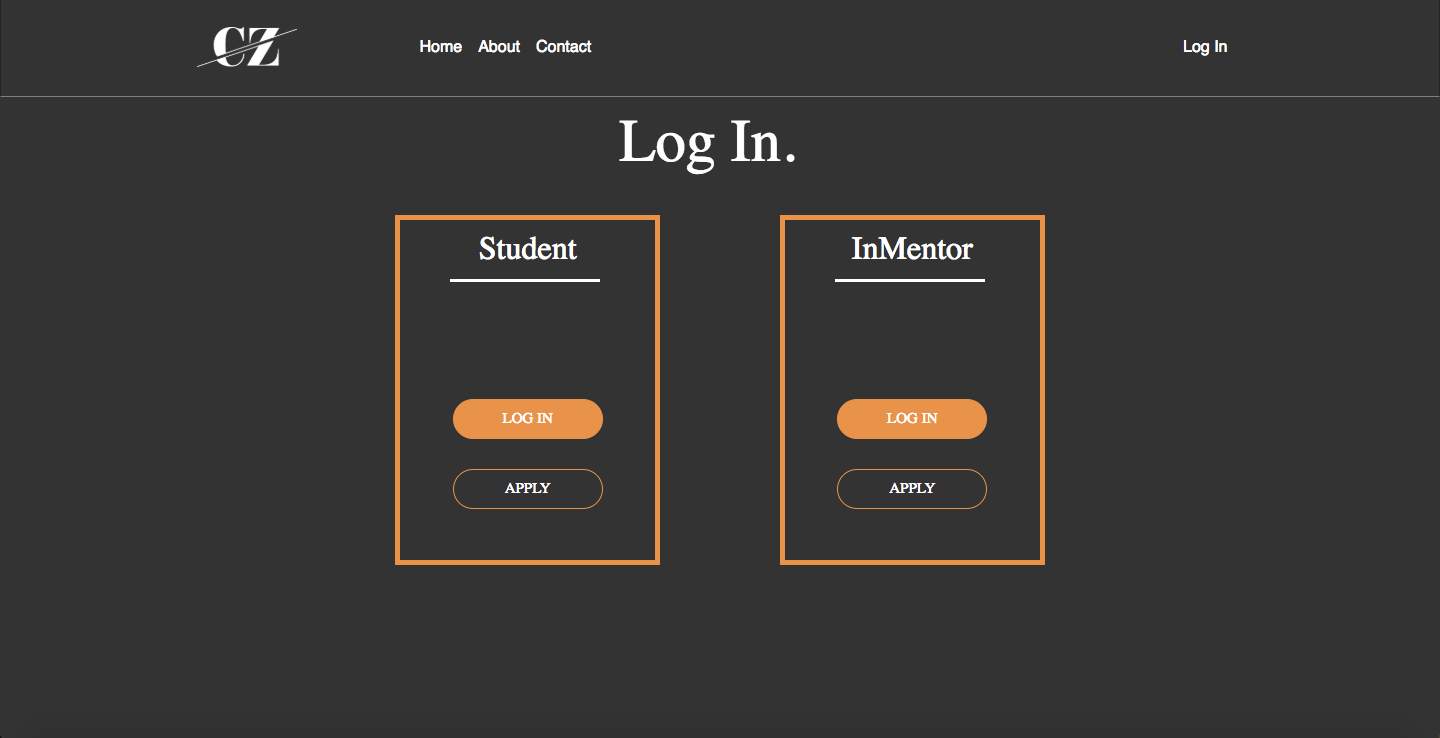 CZ
Home About Contact Log In
Log In.
Student
LOG IN
APPLY
InMentor
LOG IN
APPLY